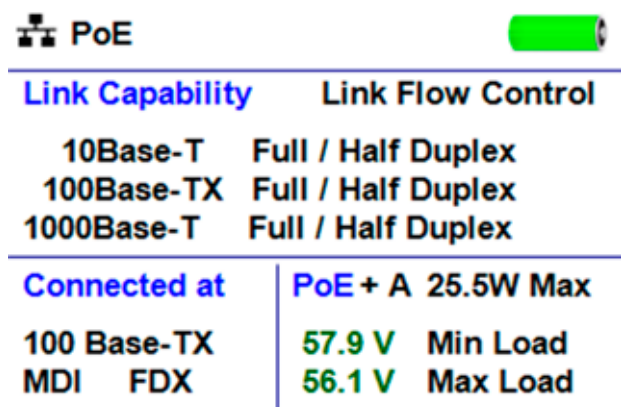 PoE
Link Capability Link Flow Control
10Base-T Full / Half Duplex
100Base-TX Full / Half Duplex
1000Base-T Full / Half Duplex
Connected at
100 Base-TX
MDI FDX
PoE + A 25.5W Max
57.9 V Min Load
56.1 V Max Load